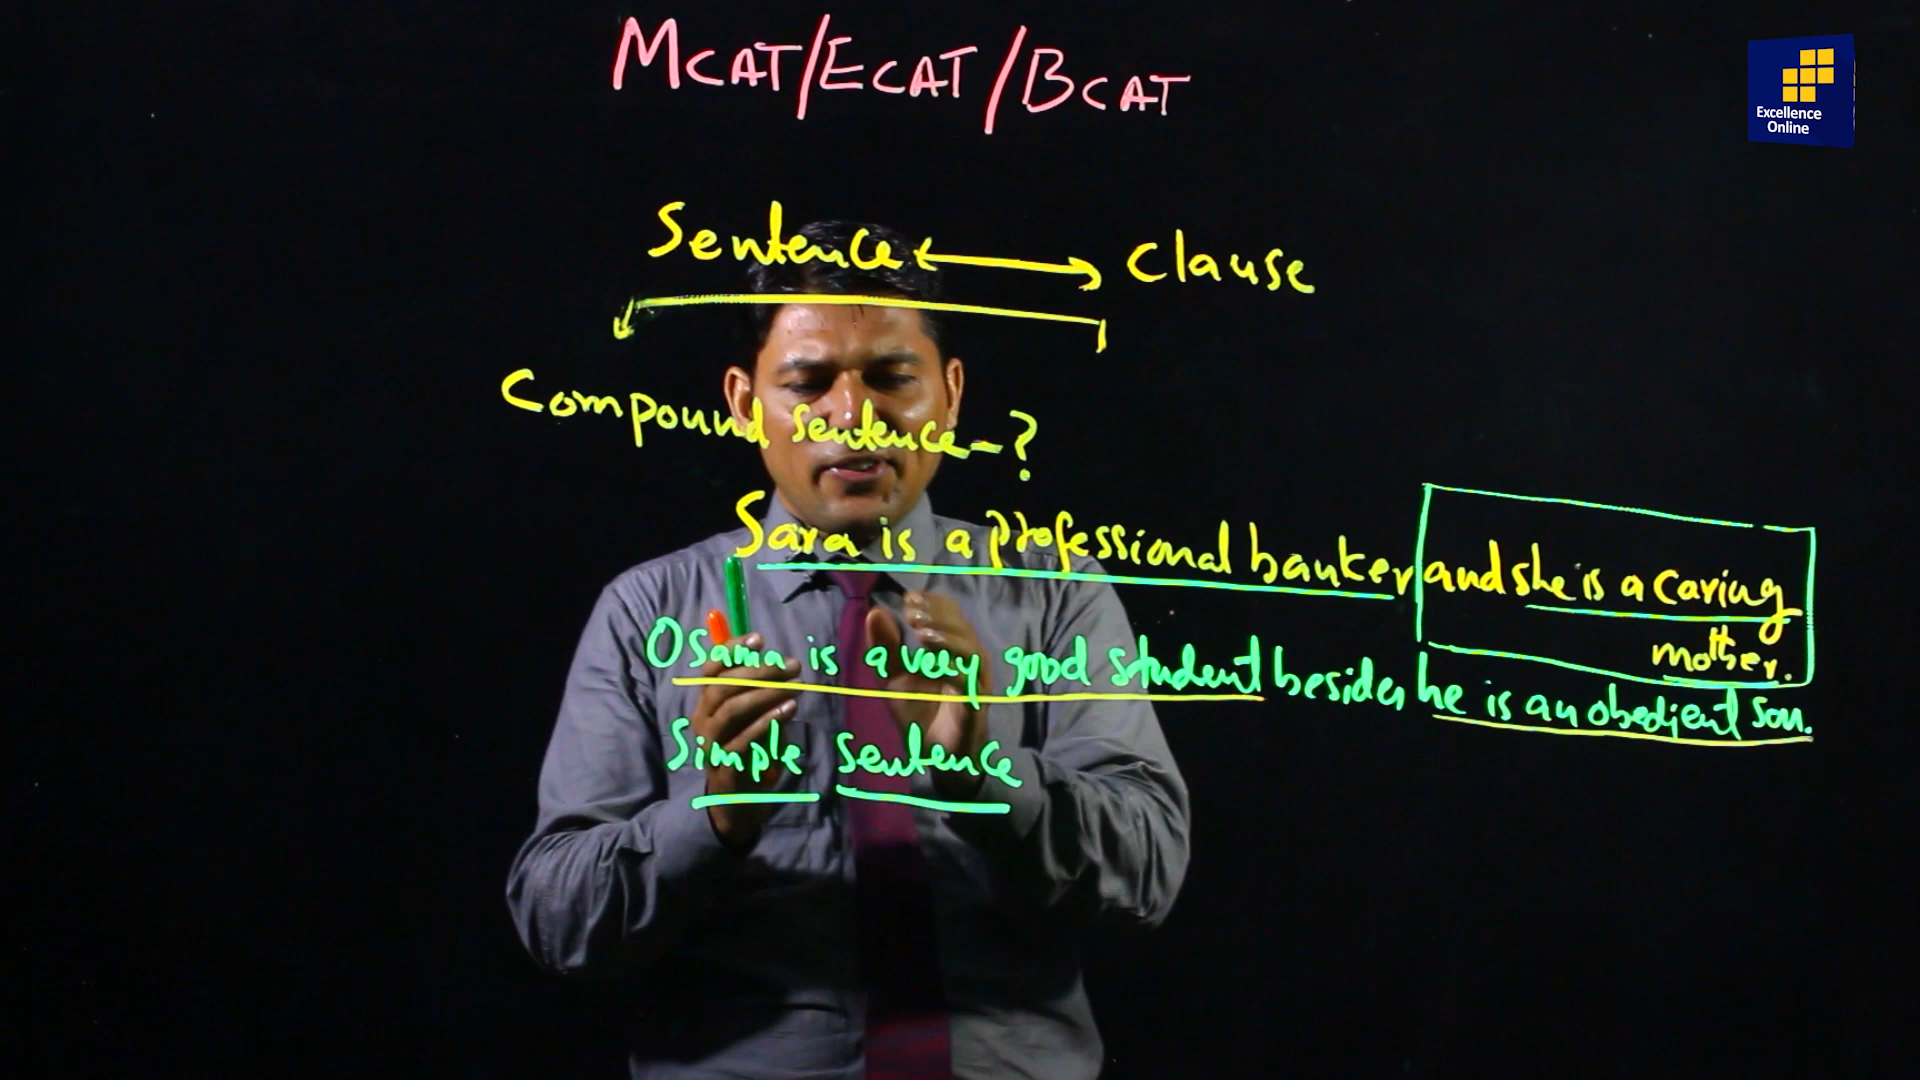 MCAT/ECAT/BCAT
Excellence
Online
Sentence clause
Compound sentence - ?
Sara is a professional banker and she is a caring
mother.
Osama is a very good student besides he is an obedient son.
Simple sentence